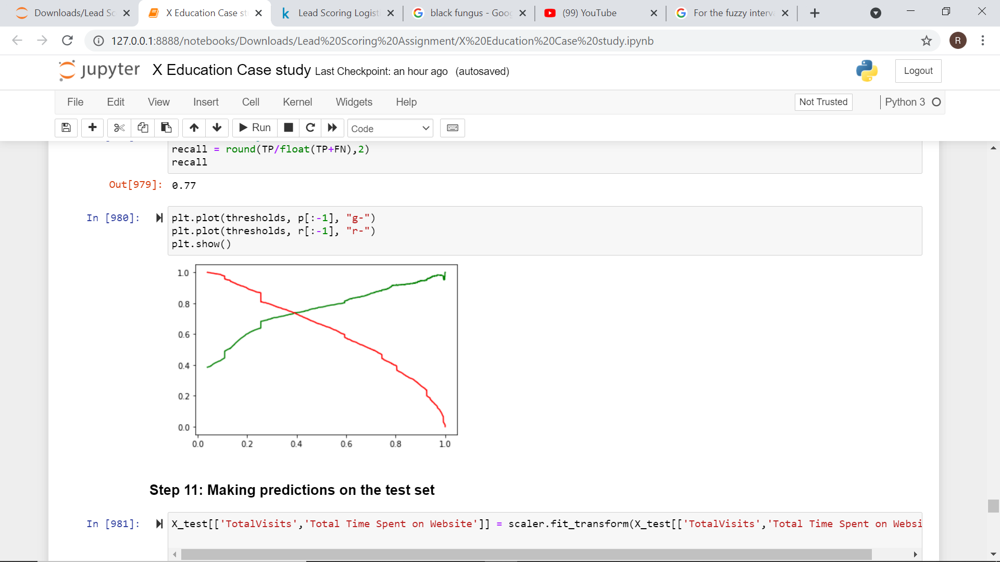 Downloads/Lead Sc
X Education Case st
Lead Scoring Logist
black fungus - Goog
(99) YouTube
For the fuzzy interv
127.0.0.1:8888/notebooks/Downloads/Lead%20Scoring%20Assignment/X%20Education%20Case%20study.ipynb
R
jupyter X Education Case study Last Checkpoint: an hour ago (autosaved)
Logout
File Edit View Insert Cell Kernel Widgets Help
Not Trusted
Python 3
Run
Code
recall = round(TP/float(TP+FN),2)
recall
Out[979]: 0.77
In [980]:
plt.plot(thresholds, p[:-1], "g-")
plt.plot(thresholds, r[:-1], "r-")
plt.show()
1.0
0.8
0.6
0.4
0.2
0.0
0.0 0.2 0.4 0.6 0.8 1.0
Step 11: Making predictions on the test set
In [981]:
X_test[['TotalVisits','Total Time Spent on Website']] = scaler.fit_transform(X_test[['TotalVisits','Total Time Spent on Websi